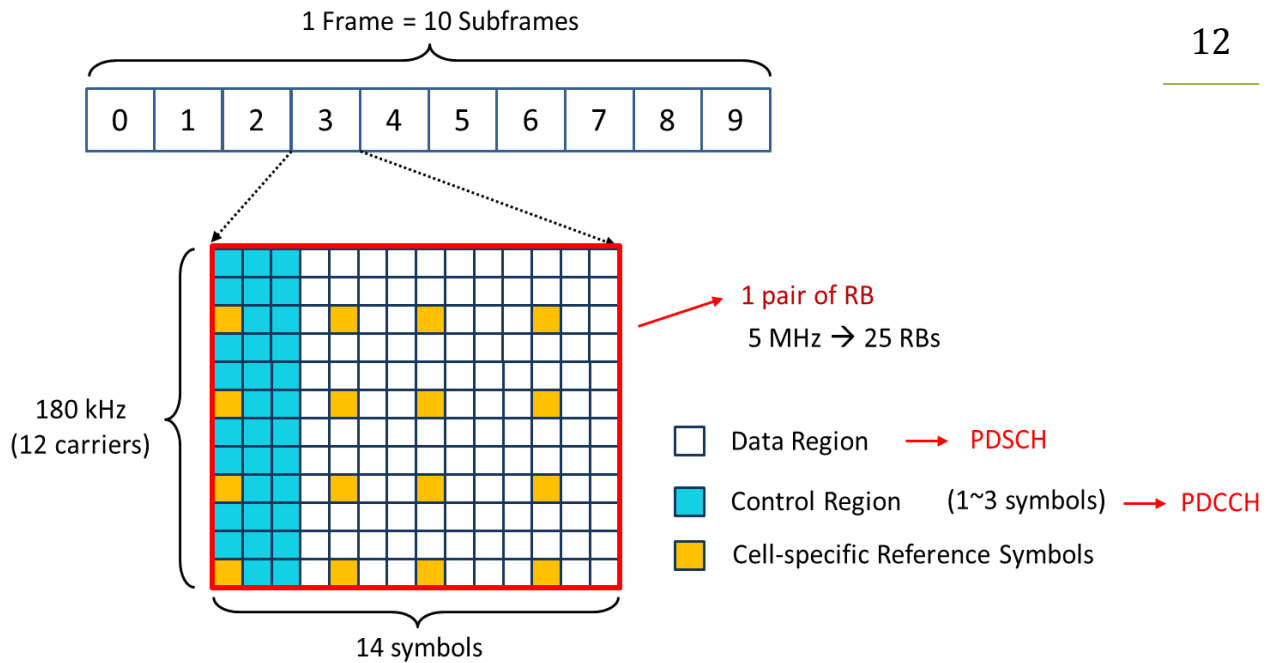 1 Frame = 10 Subframes
12
0 1 2 3 4 5 6 7 8 9
1 pair of RB
5 MHz → 25 RBs
180 kHz
(12 carriers)
Data Region → PDSCH
Control Region (1~3 symbols) → PDCCH
Cell-specific Reference Symbols
14 symbols